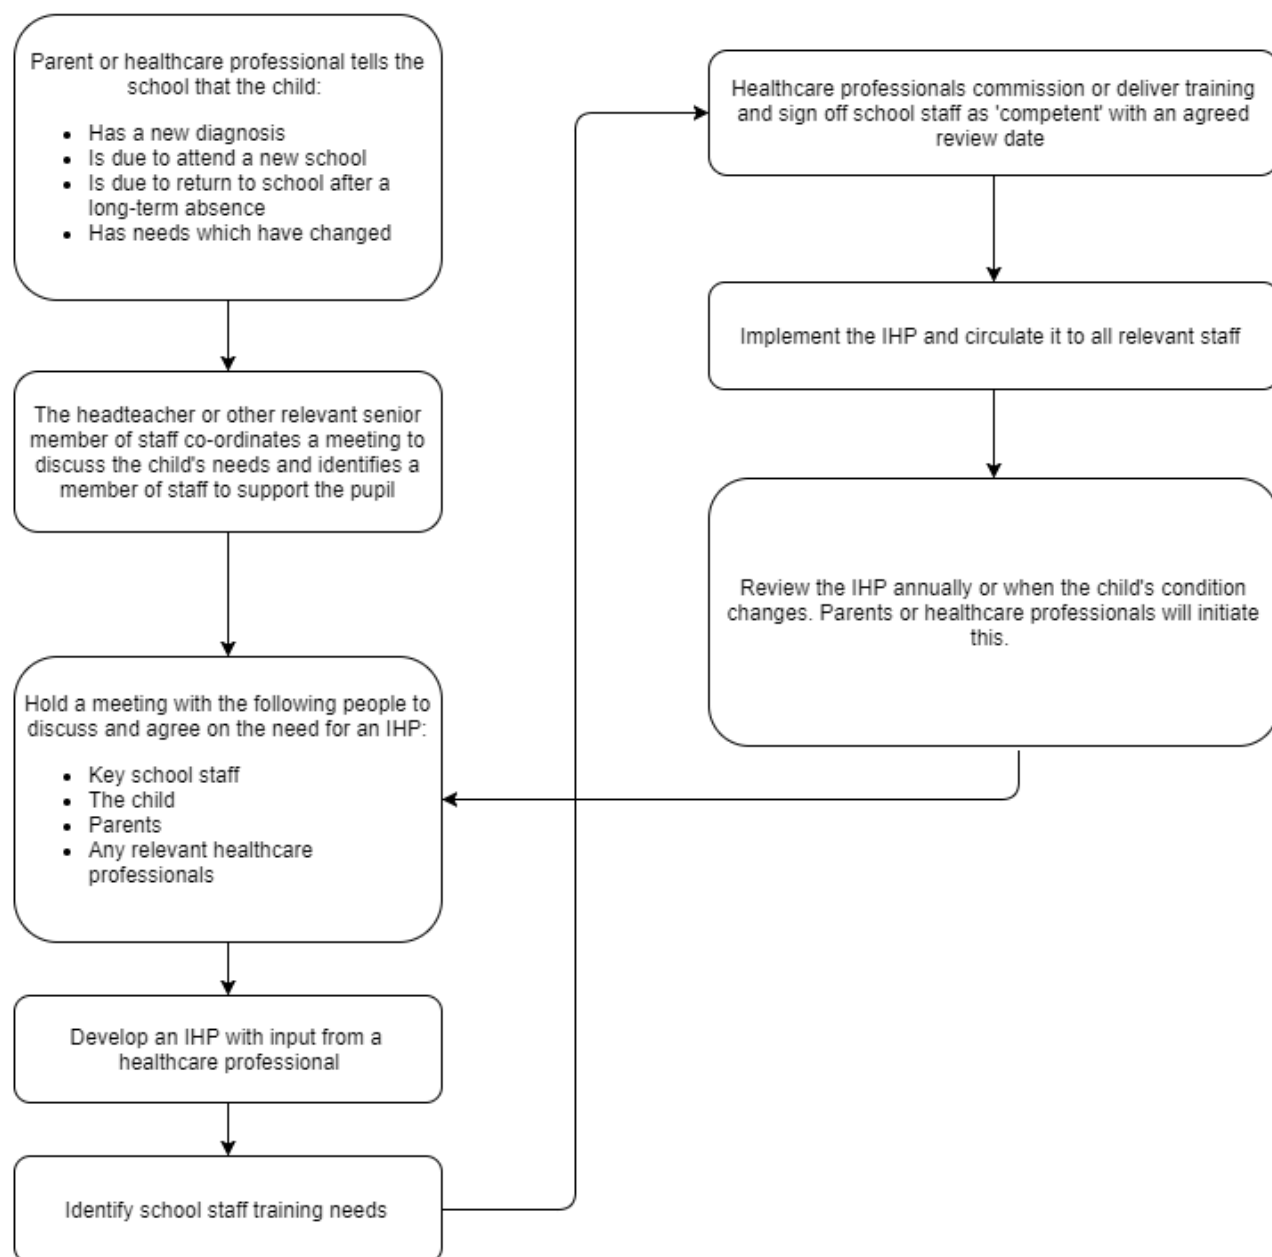 Parent or healthcare professional tells the
school that the child:
• Has a new diagnosis
• Is due to attend a new school
• Is due to return to school after a
long-term absence
• Has needs which have changed
The headteacher or other relevant senior
member of staff co-ordinates a meeting to
discuss the child's needs and identifies a
member of staff to support the pupil
Hold a meeting with the following people to
discuss and agree on the need for an IHP:
• Key school staff
• The child
• Parents
• Any relevant healthcare
professionals
Develop an IHP with input from a
healthcare professional
Identify school staff training needs
Healthcare professionals commission or deliver training
and sign off school staff as 'competent' with an agreed
review date
Implement the IHP and circulate it to all relevant staff
Review the IHP annually or when the child's condition
changes. Parents or healthcare professionals will initiate
this.